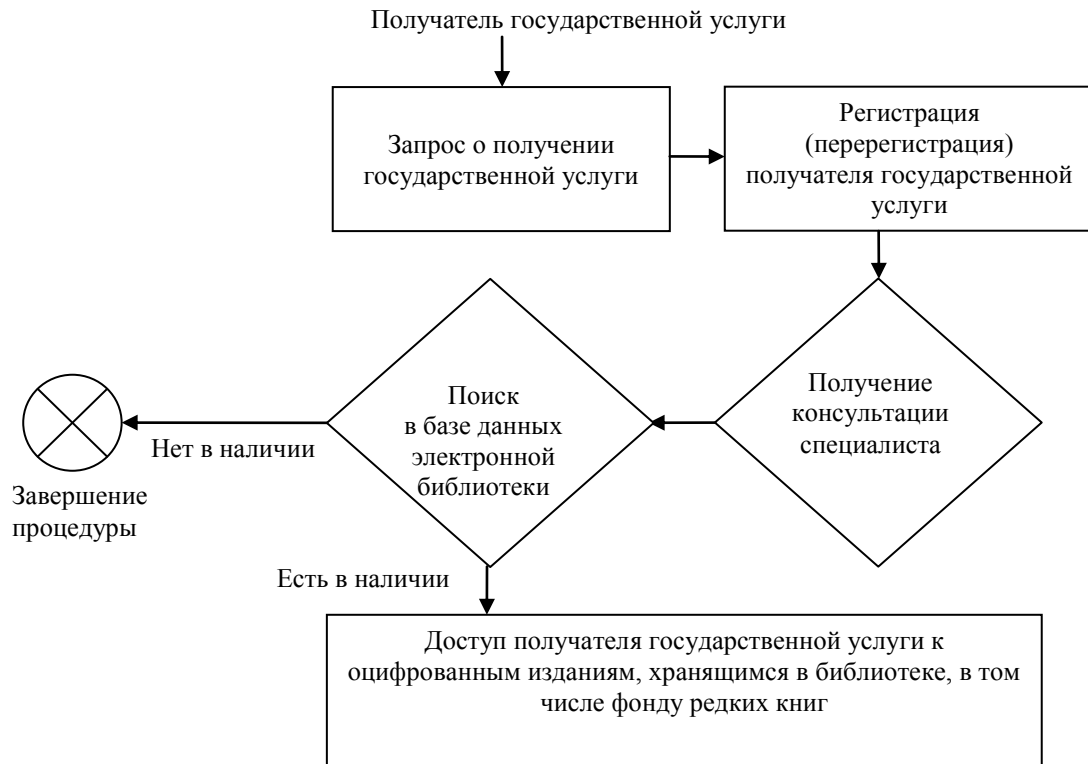 Получатель государственной услуги
Запрос о получении
государственной услуги
Регистрация
(перерегистрация)
получателя государственной
услуги
Получение
консультации
специалиста
Поиск
в базе данных
электронной
библиотеки
Нет в наличии
Завершение
процедуры
Есть в наличии
Доступ получателя государственной услуги к
оцифрованным изданиям, хранящимся в библиотеке, в том
числе фонду редких книг